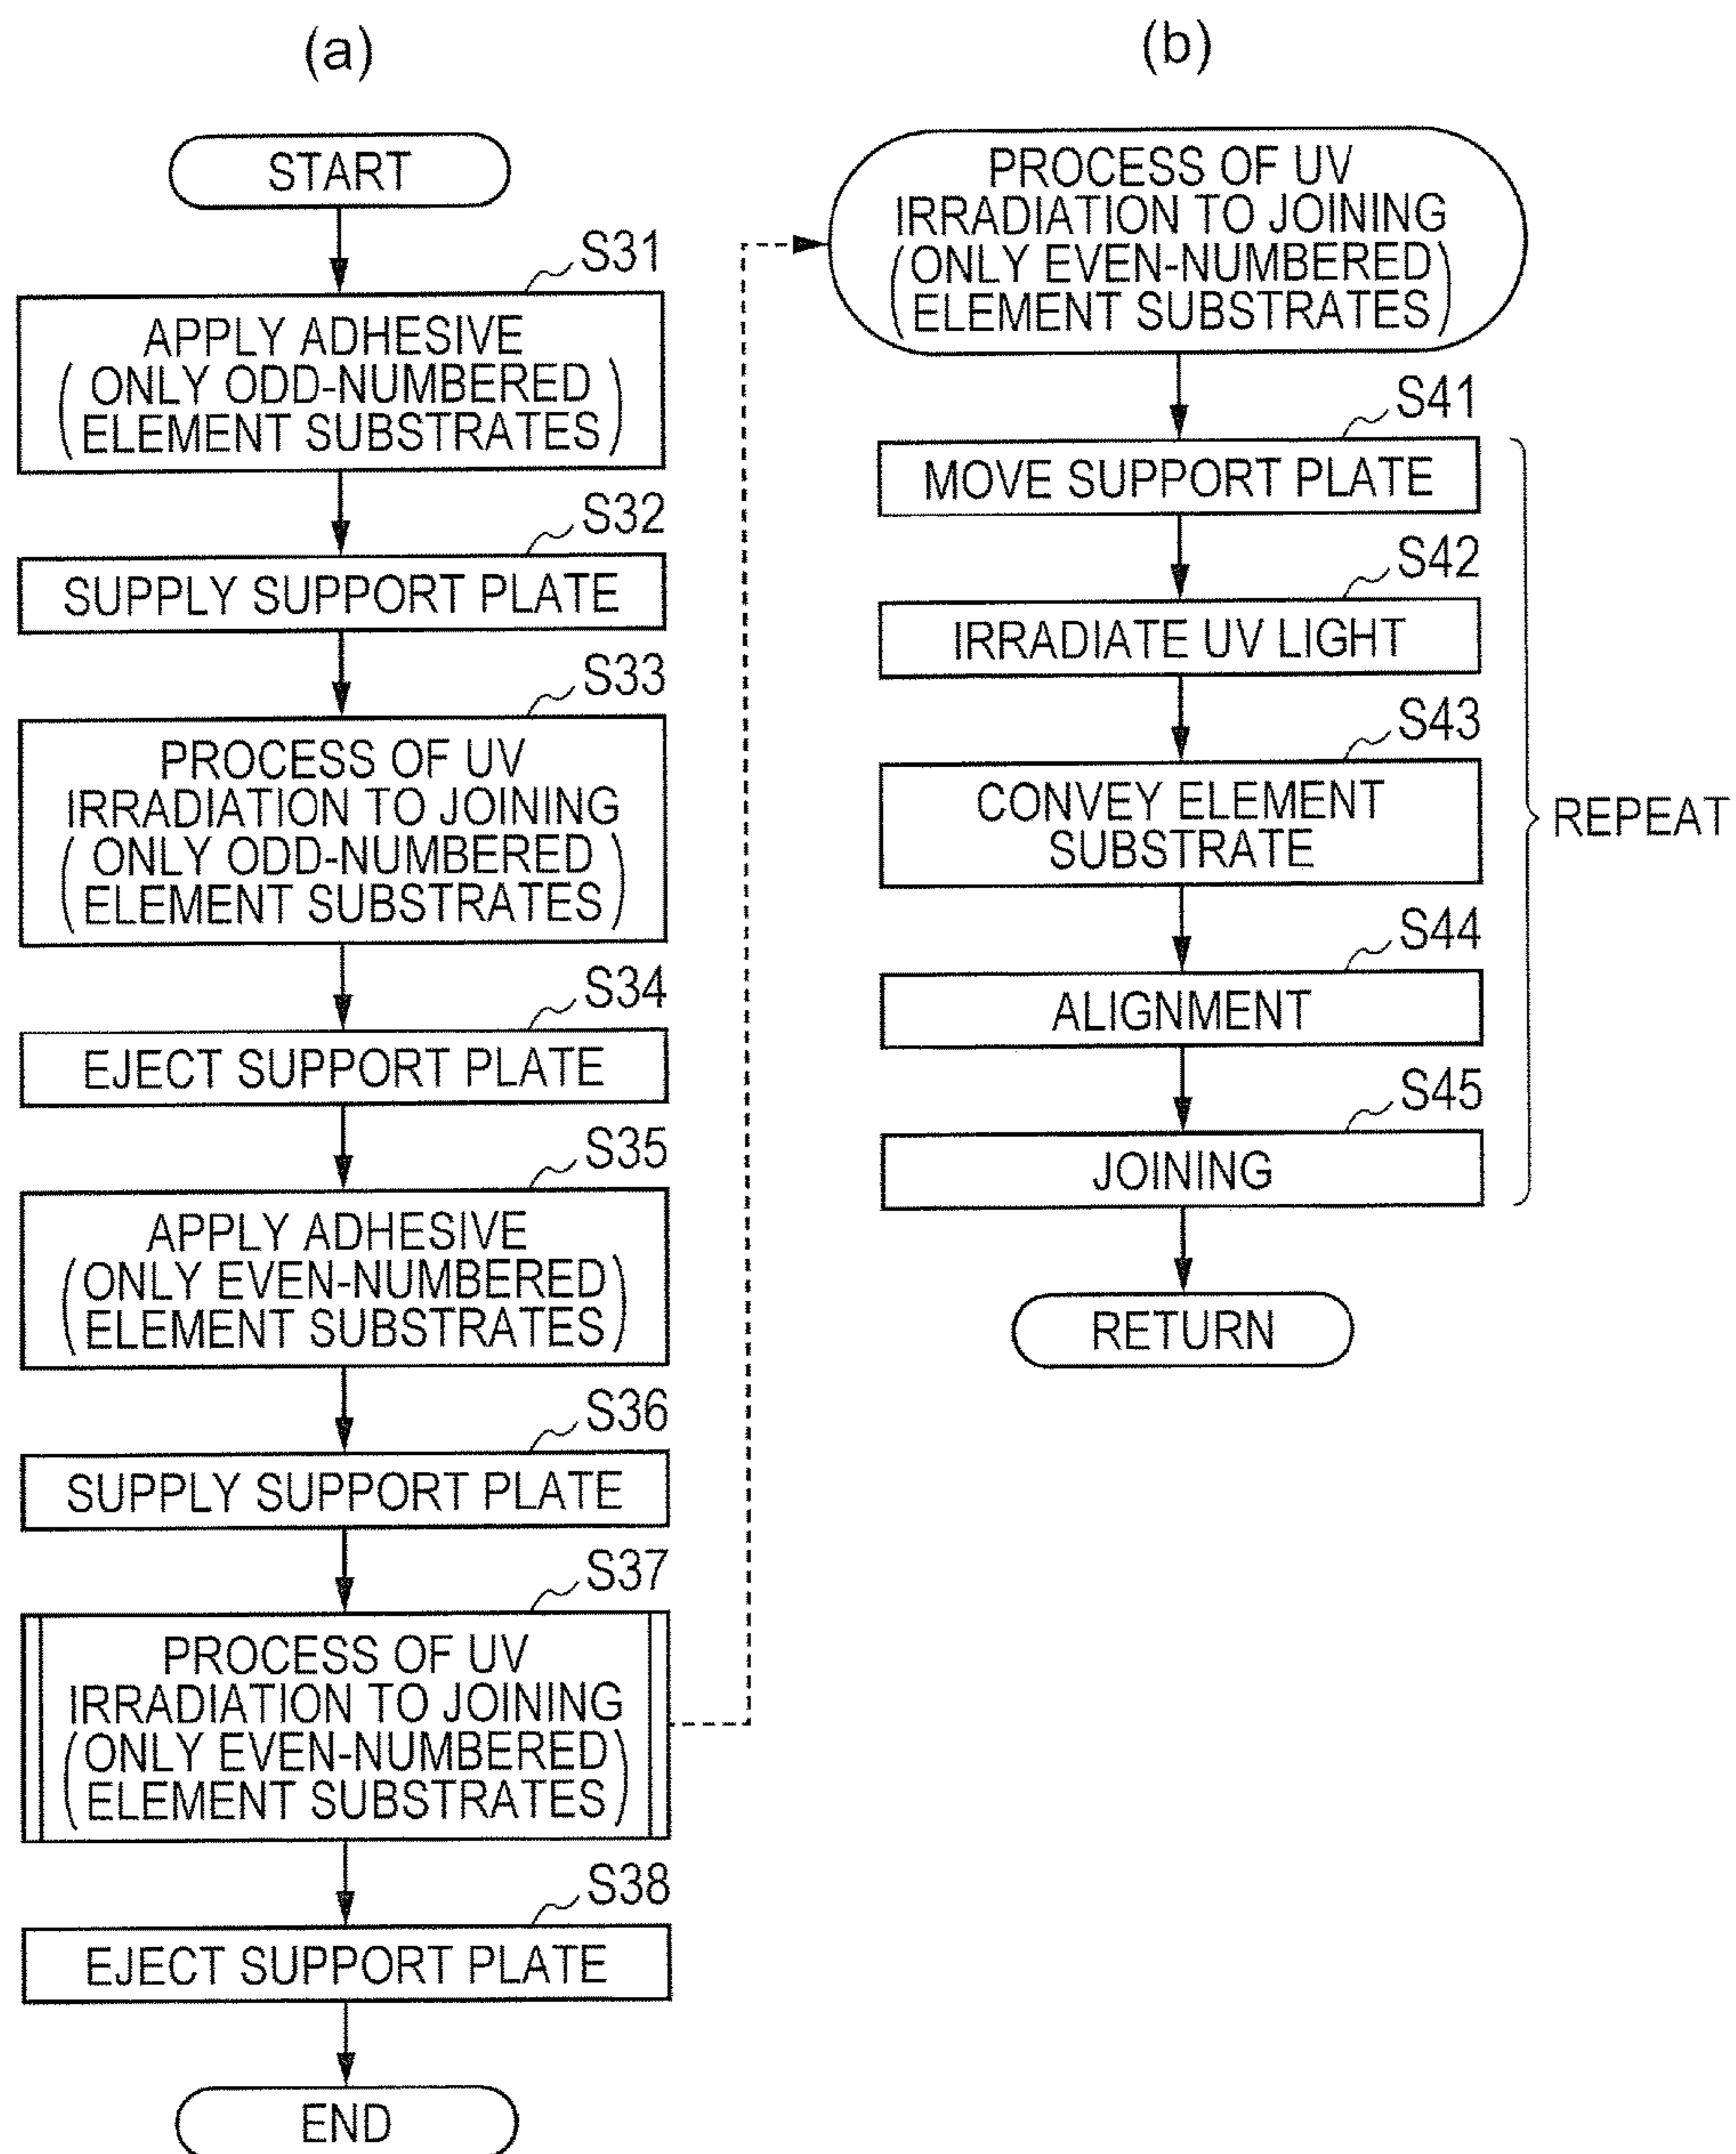 (a)
START
S31
APPLY ADHESIVE
(ONLY ODD-NUMBERED
ELEMENT SUBSTRATES)
S32
SUPPLY SUPPORT PLATE
S33
PROCESS OF UV
IRRADIATION TO JOINING
(ONLY ODD-NUMBERED
ELEMENT SUBSTRATES)
S34
EJECT SUPPORT PLATE
S35
APPLY ADHESIVE
(ONLY EVEN-NUMBERED
ELEMENT SUBSTRATES)
S36
SUPPLY SUPPORT PLATE
S37
PROCESS OF UV
IRRADIATION TO JOINING
(ONLY EVEN-NUMBERED
ELEMENT SUBSTRATES)
S38
EJECT SUPPORT PLATE
END
(b)
PROCESS OF UV
IRRADIATION TO JOINING
(ONLY EVEN-NUMBERED
ELEMENT SUBSTRATES)
S41
MOVE SUPPORT PLATE
S42
IRRADIATE UV LIGHT
S43
CONVEY ELEMENT
SUBSTRATE
S44
ALIGNMENT
S45
JOINING
REPEAT
RETURN